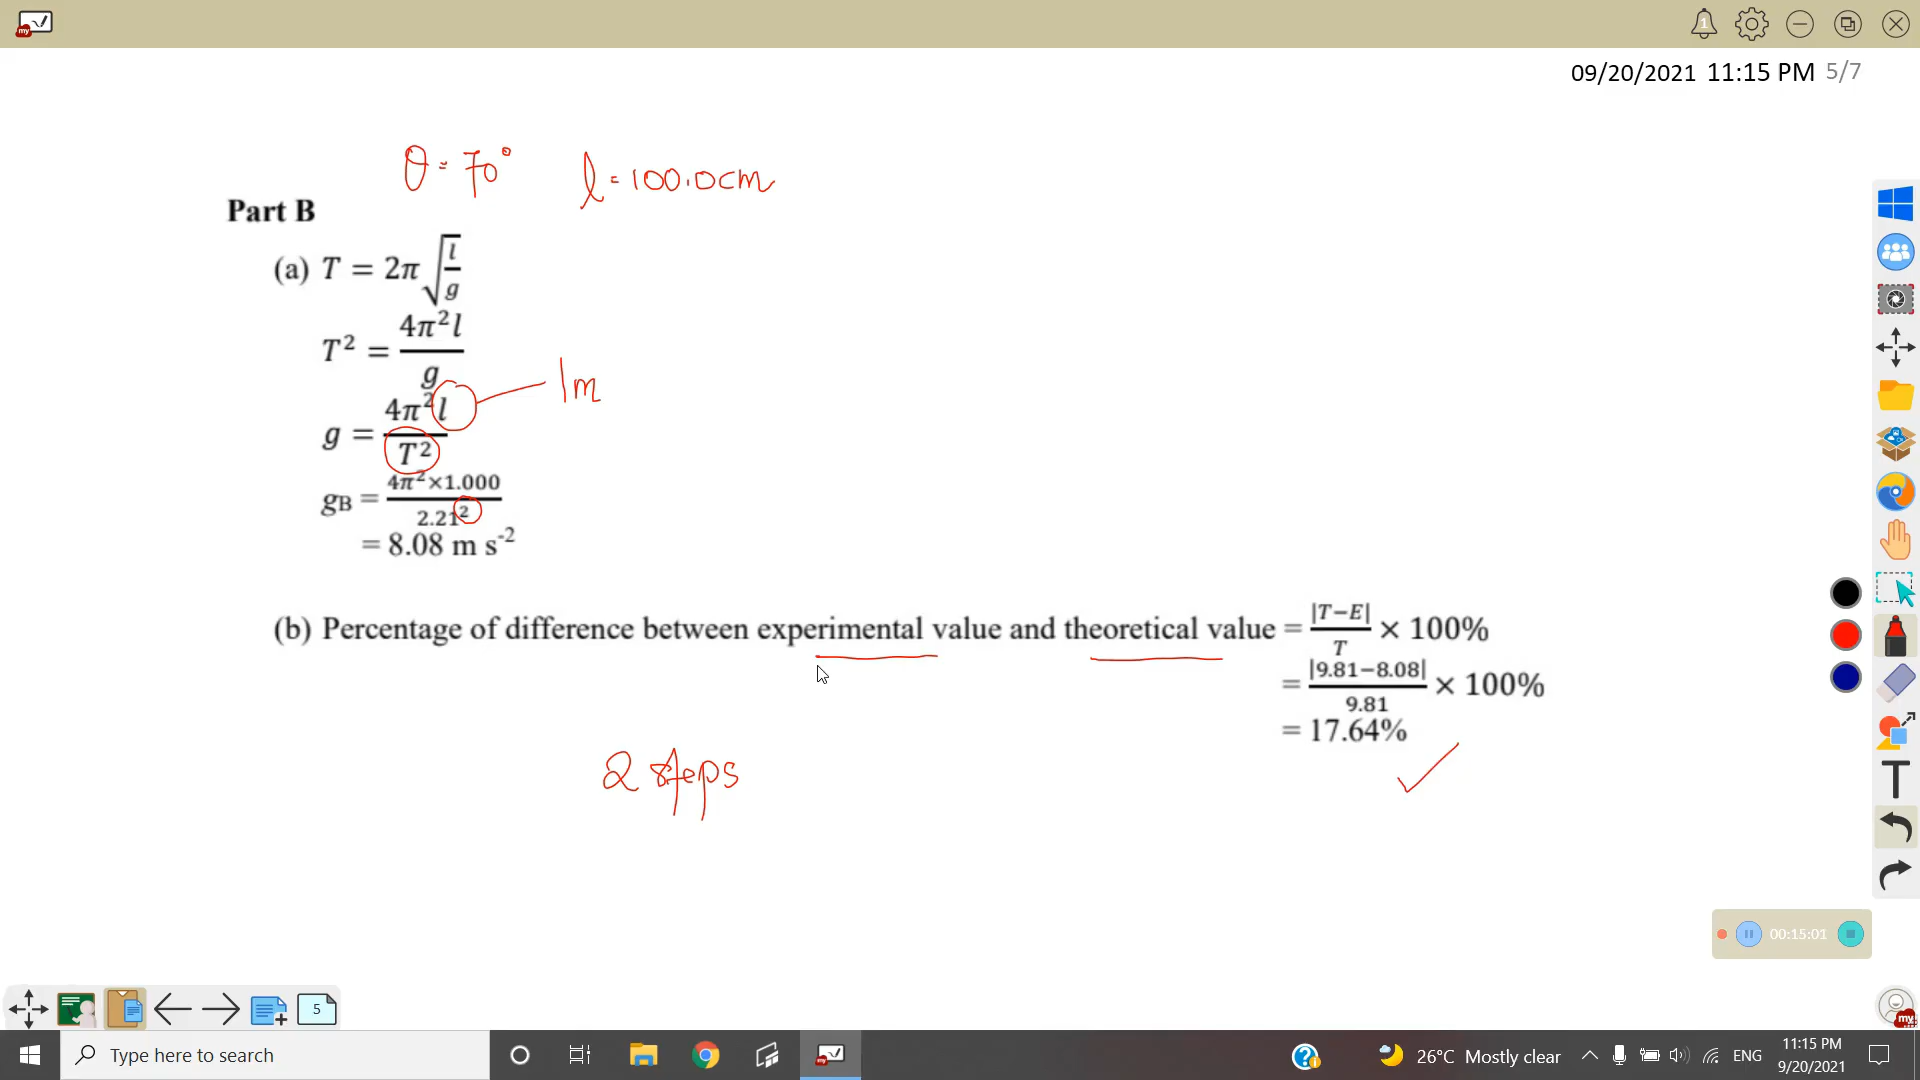 my
1
09/20/2021 11:15 PM 5/7
θ = 70° l = 100.0cm
Part B
(a) T = 2π√(l/g)
T² = 4π²l/g
g = 4π²l/T²
1m
gB = 4π²×1.000/2.21²
= 8.08 m s⁻²
(b) Percentage of difference between experimental value and theoretical value = |T−E|/T × 100%
= |9.81−8.08|/9.81 × 100%
= 17.64%
2 steps
T
00:15:01
5
my
Type here to search
26°C Mostly clear
ENG
11:15 PM
9/20/2021